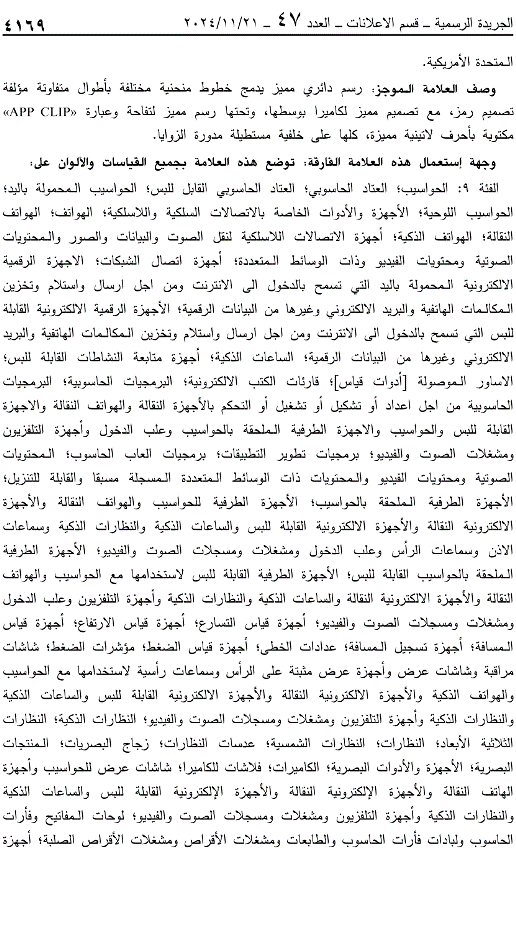 الجريدة الرسمية ــ قسم الاعلانات ــ العدد ٤٧ ــ ٢٠٢٤/١١/٢١ ٤١٦٩
المتحدة الأمريكية.
وصف العلامة الموجز: رسم دائري مميز يدمج خطوط منحنية مختلفة بأطوال متفاوتة مؤلفة
تصميم رمز، مع تصميم مميز لكاميرا بوسطها، وتحتها رسم مميز لتفاحة وعبارة «APP CLIP»
مكتوبة بأحرف لاتينية مميزة، كلها على خلفية مستطيلة مدورة الزوايا.
وجهة إستعمال هذه العلامة الفارقة: توضع هذه العلامة بجميع القياسات والألوان على:
الفئة ٩: الحواسيب؛ العتاد الحاسوبي؛ العتاد الحاسوبي القابل للبس؛ الحواسيب المحمولة باليد؛
الحواسيب اللوحية؛ الأجهزة والأدوات الخاصة بالاتصالات السلكية واللاسلكية؛ الهواتف؛ الهواتف
النقالة؛ الهواتف الذكية؛ أجهزة الاتصالات اللاسلكية لنقل الصوت والبيانات والصور والمحتويات
الصوتية ومحتويات الفيديو وذات الوسائط المتعددة؛ أجهزة اتصال الشبكات؛ الاجهزة الرقمية
الالكترونية المحمولة باليد التي تسمح بالدخول الى الانترنت ومن اجل ارسال واستلام وتخزين
المكالمات الهاتفية والبريد الالكتروني وغيرها من البيانات الرقمية؛ الأجهزة الرقمية الالكترونية القابلة
للبس التي تسمح بالدخول الى الانترنت ومن اجل ارسال واستلام وتخزين المكالمات الهاتفية والبريد
الالكتروني وغيرها من البيانات الرقمية؛ الساعات الذكية؛ أجهزة متابعة النشاطات القابلة للبس؛
الاساور الموصولة [أدوات قياس]؛ قارئات الكتب الالكترونية؛ البرمجيات الحاسوبية؛ البرمجيات
الحاسوبية من اجل اعداد أو تشكيل أو تشغيل أو التحكم بالأجهزة النقالة والهواتف النقالة والاجهزة
القابلة للبس والحواسيب والاجهزة الطرفية الملحقة بالحواسيب وعلب الدخول وأجهزة التلفزيون
ومشغلات الصوت والفيديو؛ برمجيات تطوير التطبيقات؛ برمجيات العاب الحاسوب؛ المحتويات
الصوتية ومحتويات الفيديو والمحتويات ذات الوسائط المتعددة المسجلة مسبقا والقابلة للتنزيل؛
الأجهزة الطرفية الملحقة بالحواسيب؛ الأجهزة الطرفية للحواسيب والهواتف النقالة والأجهزة
الالكترونية النقالة والأجهزة الالكترونية القابلة للبس والساعات الذكية والنظارات الذكية وسماعات
الاذن وسماعات الرأس وعلب الدخول ومشغلات ومسجلات الصوت والفيديو؛ الأجهزة الطرفية
الملحقة بالحواسيب القابلة للبس؛ الأجهزة الطرفية القابلة للبس لاستخدامها مع الحواسيب والهواتف
النقالة والأجهزة الالكترونية النقالة والساعات الذكية والنظارات الذكية وأجهزة التلفزيون وعلب الدخول
ومشغلات ومسجلات الصوت والفيديو؛ أجهزة قياس التسارع؛ أجهزة قياس الارتفاع؛ أجهزة قياس
المسافة؛ أجهزة تسجيل المسافة؛ عدادات الخطى؛ أجهزة قياس الضغط؛ مؤشرات الضغط؛ شاشات
مراقبة وشاشات عرض وأجهزة عرض مثبتة على الرأس وسماعات رأسية لاستخدامها مع الحواسيب
والهواتف الذكية والأجهزة الالكترونية النقالة والأجهزة الالكترونية القابلة للبس والساعات الذكية
والنظارات الذكية وأجهزة التلفزيون ومشغلات ومسجلات الصوت والفيديو؛ النظارات الذكية؛ النظارات
الثلاثية الأبعاد؛ النظارات؛ النظارات الشمسية؛ عدسات النظارات؛ زجاج البصريات؛ المنتجات
البصرية؛ الأجهزة والأدوات البصرية؛ الكاميرات؛ فلاشات للكاميرا؛ شاشات عرض للحواسيب وأجهزة
الهاتف النقالة والأجهزة الإلكترونية النقالة والأجهزة الإلكترونية القابلة للبس والساعات الذكية
والنظارات الذكية وأجهزة التلفزيون ومشغلات ومسجلات الصوت والفيديو؛ لوحات المفاتيح وفأرات
الحاسوب ولبادات فأرات الحاسوب والطابعات ومشغلات الأقراص ومشغلات الأقراص الصلبة؛ أجهزة